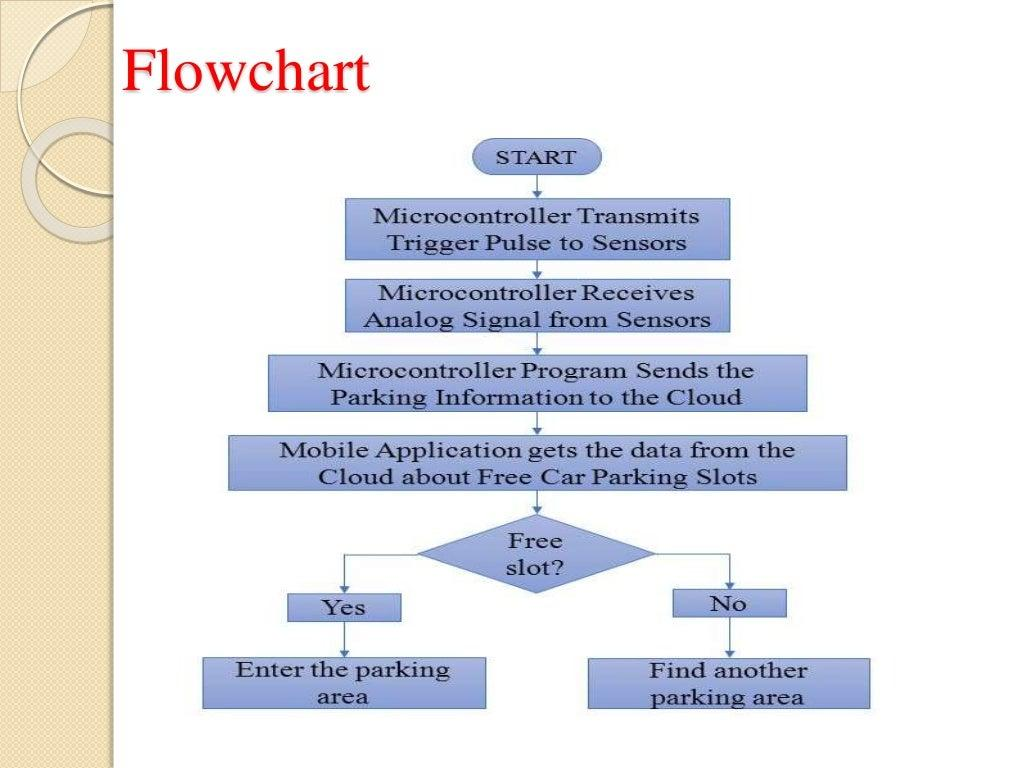 Flowchart
START
Microcontroller Transmits
Trigger Pulse to Sensors
Microcontroller Receives
Analog Signal from Sensors
Microcontroller Program Sends the
Parking Information to the Cloud
Mobile Application gets the data from the
Cloud about Free Car Parking Slots
Free
slot?
Yes
No
Enter the parking
area
Find another
parking area